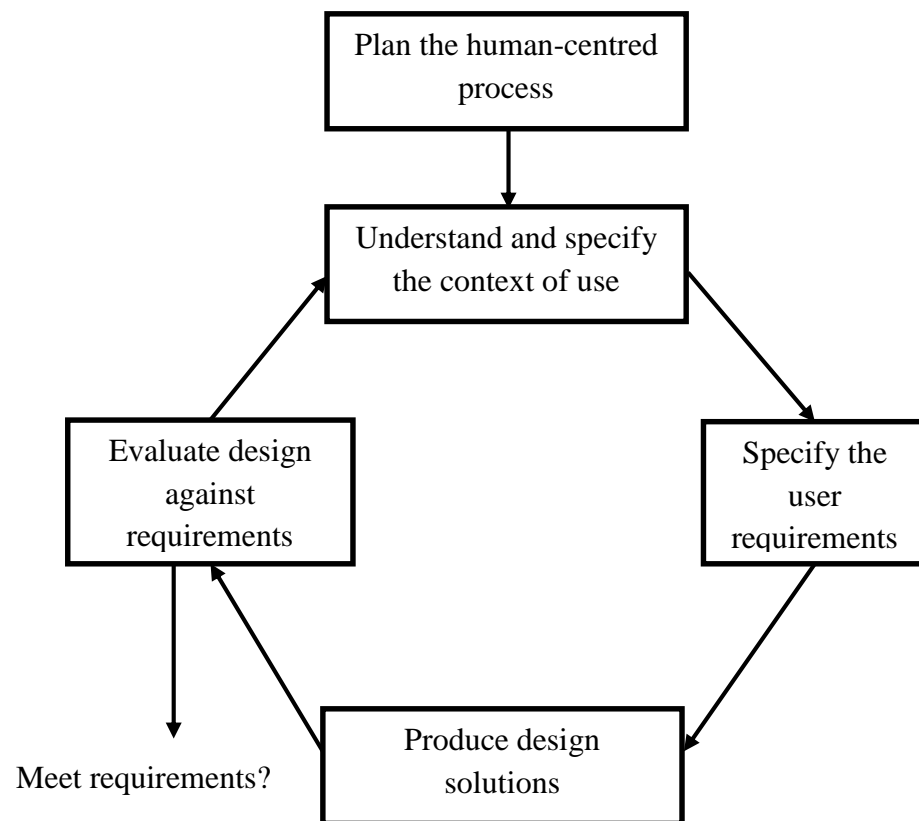 Plan the human-centred
process
Understand and specify
the context of use
Evaluate design
against
requirements
Specify the
user
requirements
Produce design
solutions
Meet requirements?